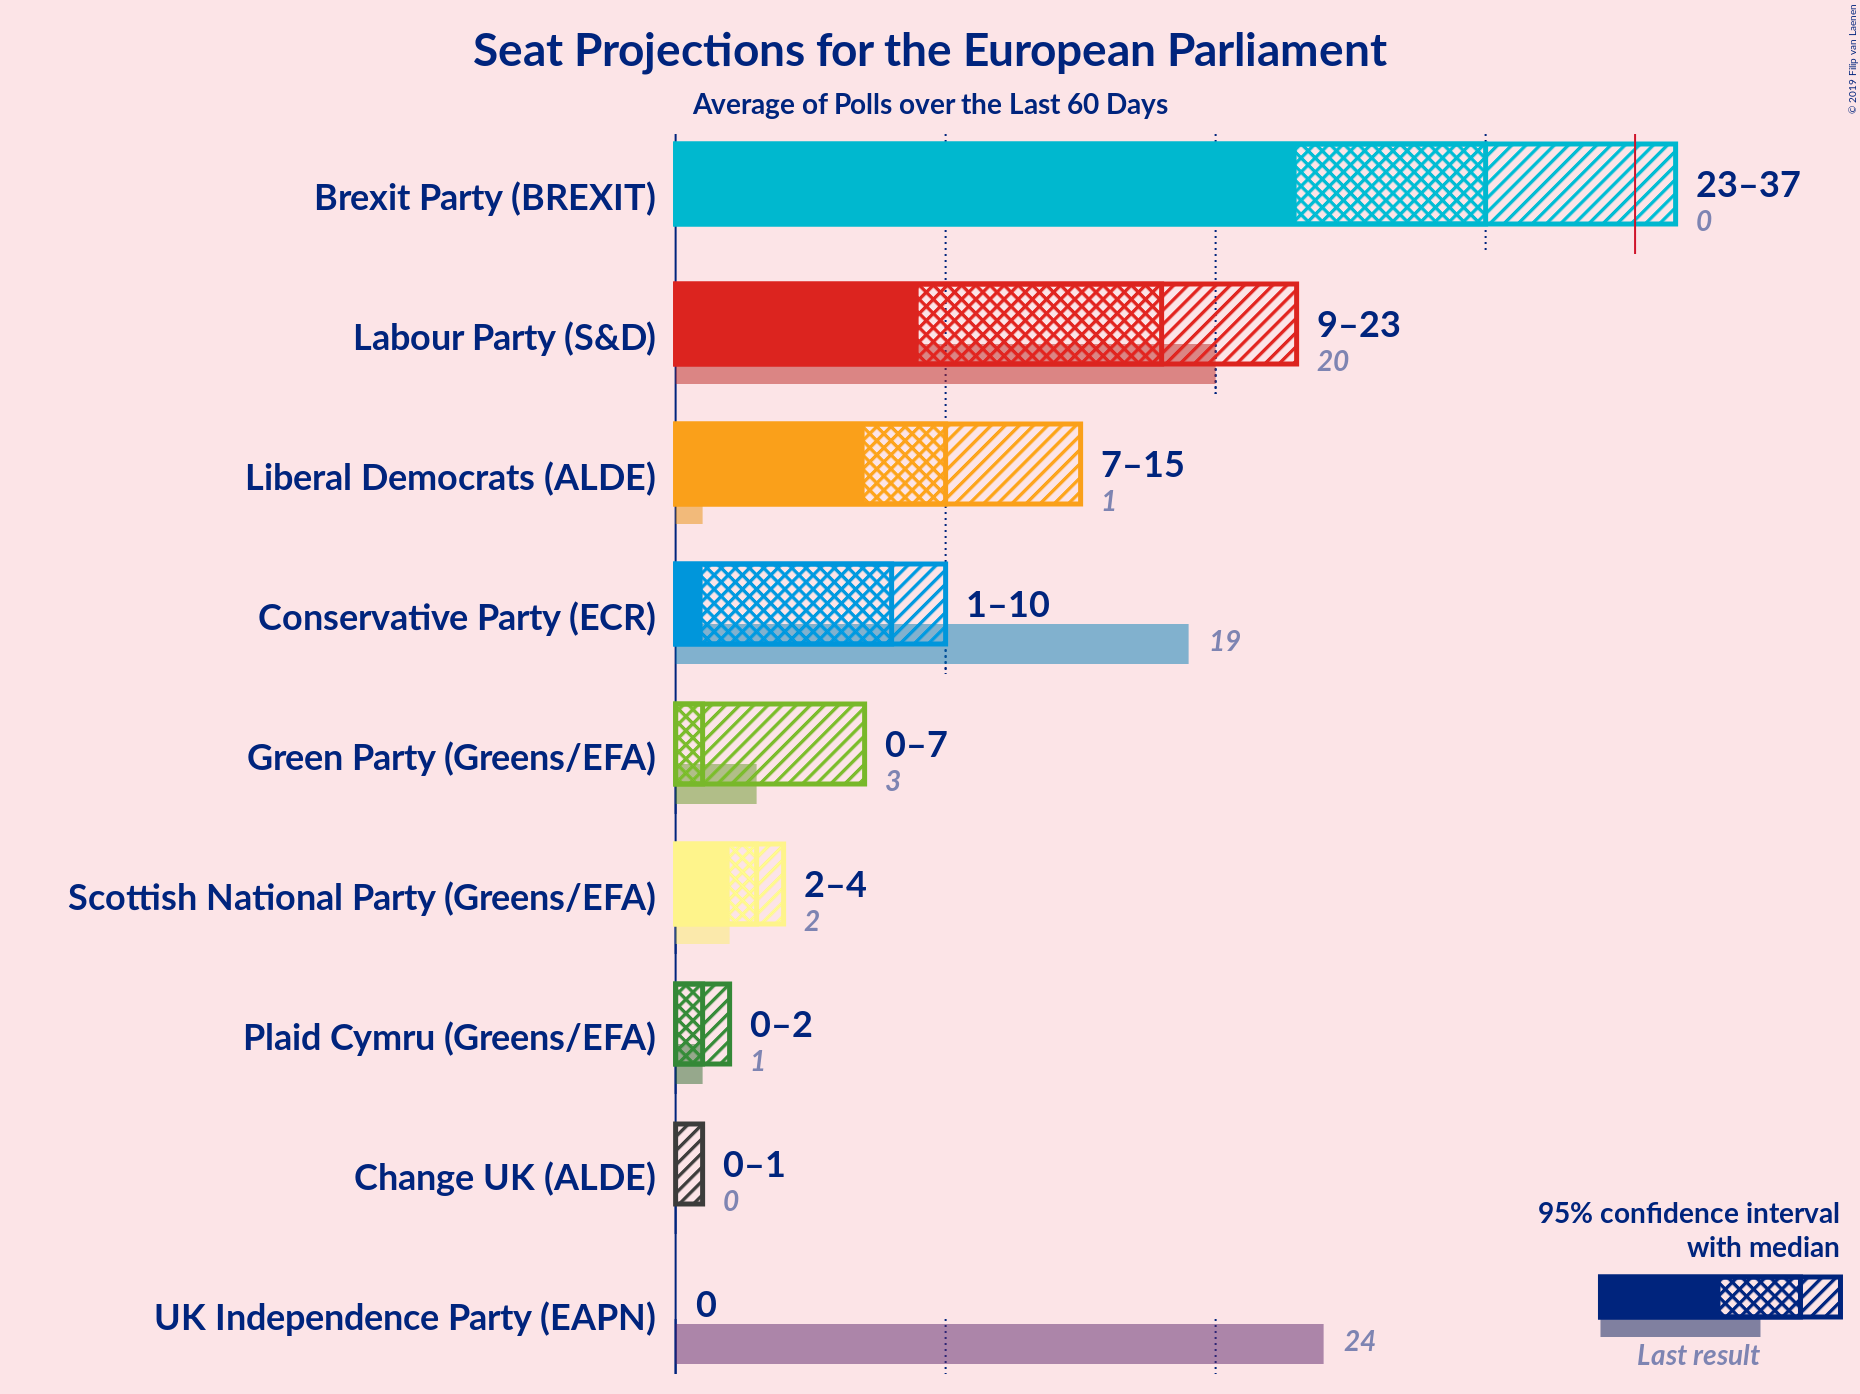 Seat Projections for the European Parliament
Average of Polls over the Last 60 Days
© 2019 Filip van Laenen
Brexit Party (BREXIT)
23–37
0
Labour Party (S&D)
9–23
20
Liberal Democrats (ALDE)
7–15
1
Conservative Party (ECR)
1–10
19
Green Party (Greens/EFA)
0–7
3
Scottish National Party (Greens/EFA)
2–4
2
Plaid Cymru (Greens/EFA)
0–2
1
Change UK (ALDE)
0–1
0
UK Independence Party (EAPN)
0
24
95% confidence interval
with median
Last result